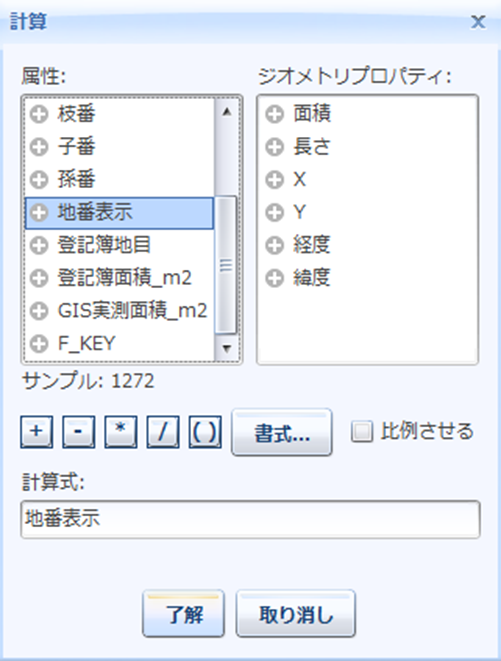 計算
属性:
枝番
子番
孫番
地番表示
登記簿地目
登記簿面積_m2
GIS実測面積_m2
F_KEY
ジオメトリプロパティ:
面積
長さ
X
Y
経度
緯度
サンプル: 1272
+ - * / ( ) 書式... 比例させる
計算式:
地番表示
了解 取り消し